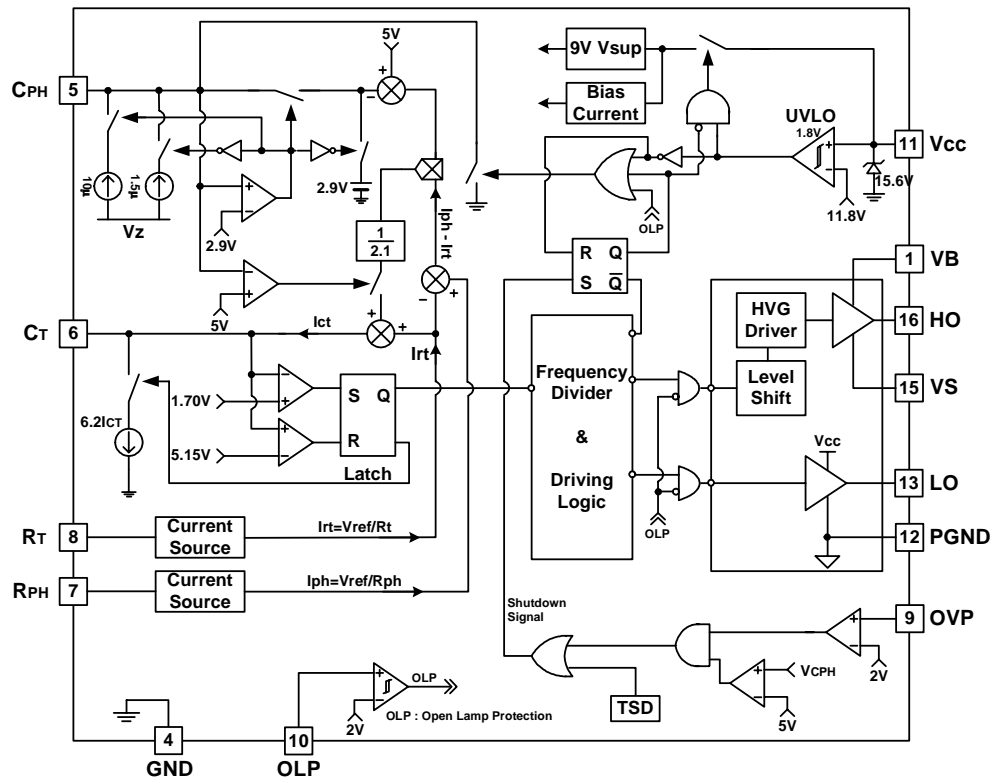 5V
9V Vsup
CPH 5
Bias
Current
UVLO
1.8V
11 Vcc
10μ
1.5μ
Vz
2.9V
2.9V
15.6V
11.8V
OLP
1
2.1
Iph - Irt
R Q
S Q
1 VB
5V
CT 6
Ict
Irt
HVG
Driver
16 HO
Frequency
Divider
&
Driving
Logic
Level
Shift
15 VS
1.70V
S Q
6.2ICT
5.15V
R
Latch
Vcc
13 LO
OLP
RT 8
Current
Source
Irt=Vref/Rt
12 PGND
RPH 7
Current
Source
Iph=Vref/Rph
Shutdown
Signal
9 OVP
2V
VCPH
5V
TSD
OLP
2V
OLP : Open Lamp Protection
4
GND
10
OLP